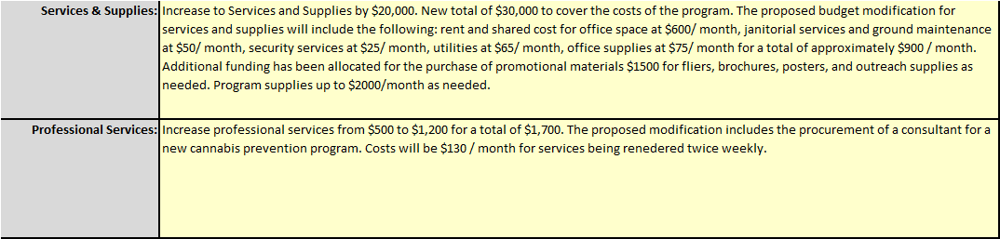 Services & Supplies: Increase to Services and Supplies by $20,000. New total of $30,000 to cover the costs of the program. The proposed budget modification for
services and supplies will include the following: rent and shared cost for office space at $600/ month, janitorial services and ground maintenance
at $50/ month, security services at $25/ month, utilities at $65/ month, office supplies at $75/ month for a total of approximately $900 / month.
Additional funding has been allocated for the purchase of promotional materials $1500 for fliers, brochures, posters, and outreach supplies as
needed. Program supplies up to $2000/month as needed.
Professional Services: Increase professional services from $500 to $1,200 for a total of $1,700. The proposed modification includes the procurement of a consultant for a
new cannabis prevention program. Costs will be $130 / month for services being renedered twice weekly.